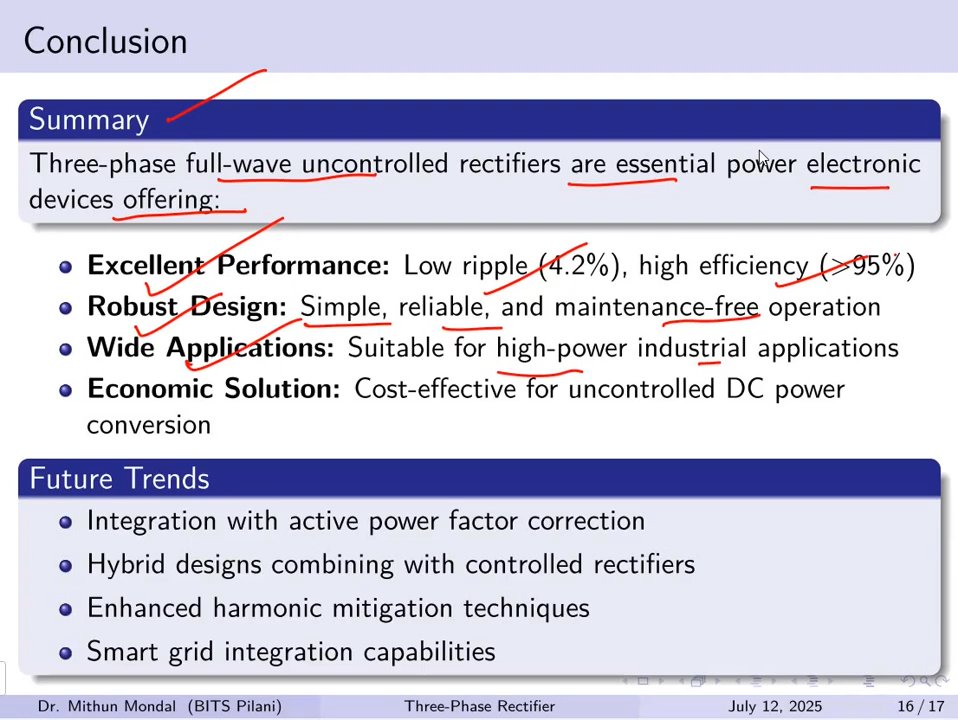 Conclusion
Summary
Three-phase full-wave uncontrolled rectifiers are essential power electronic
devices offering:
Excellent Performance: Low ripple (4.2%), high efficiency (>95%)
Robust Design: Simple, reliable, and maintenance-free operation
Wide Applications: Suitable for high-power industrial applications
Economic Solution: Cost-effective for uncontrolled DC power
conversion
Future Trends
Integration with active power factor correction
Hybrid designs combining with controlled rectifiers
Enhanced harmonic mitigation techniques
Smart grid integration capabilities
Dr. Mithun Mondal (BITS Pilani) Three-Phase Rectifier July 12, 2025 16 / 17